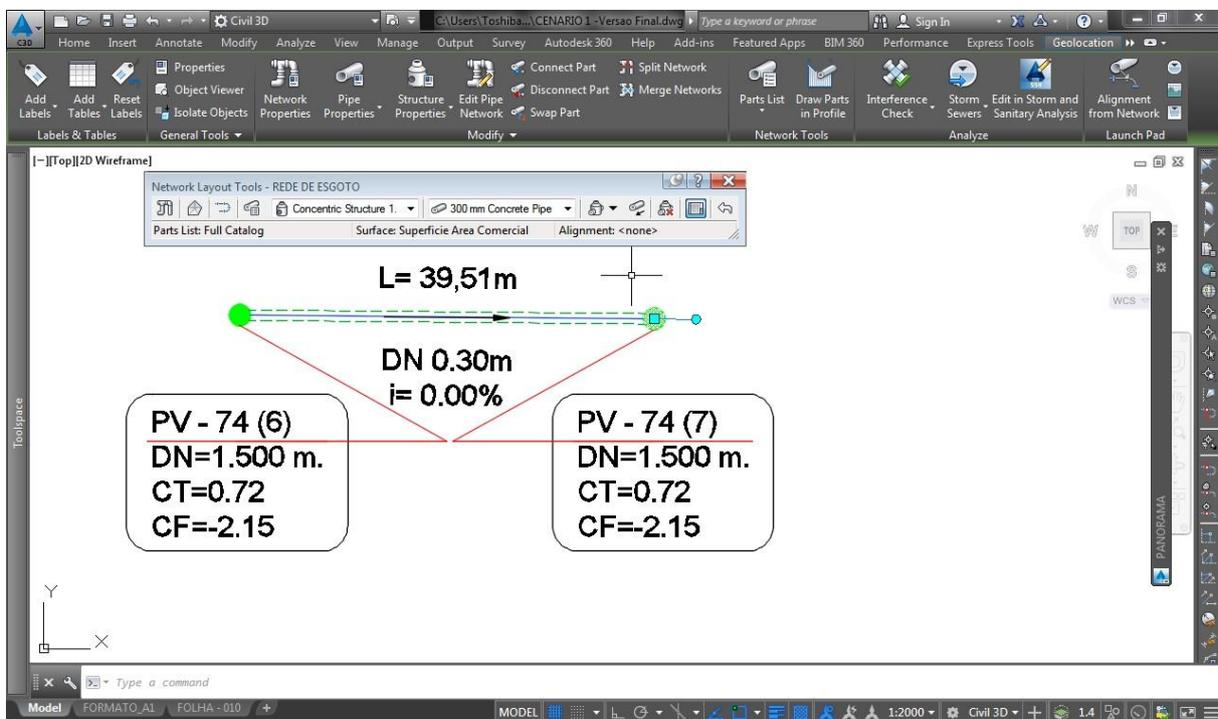 Civil 3D
C:\Users\Toshiba...\CENARIO 1 -Versao Final.dwg
Type a keyword or phrase
Sign In
C3D
Home Insert Annotate Modify Analyze View Manage Output Survey Autodesk 360 Help Add-ins Featured Apps BIM 360 Performance Express Tools Geolocation
Add Labels
Add Tables
Reset Labels
Labels & Tables
Properties
Object Viewer
Isolate Objects
General Tools
Network Properties
Pipe Properties
Structure Properties
Edit Pipe Network
Connect Part
Disconnect Part
Swap Part
Split Network
Merge Networks
Modify
Parts List
Draw Parts in Profile
Network Tools
Interference Check
Storm Sewers
Edit in Storm and Sanitary Analysis
Analyze
Alignment from Network
Launch Pad
[−][Top][2D Wireframe]
Network Layout Tools - REDE DE ESGOTO
Concentric Structure 1.
300 mm Concrete Pipe
Parts List: Full Catalog
Surface: Superficie Area Comercial
Alignment: <none>
N
W
TOP
E
S
WCS
L= 39,51m
DN 0.30m
i= 0.00%
PV - 74 (6)
DN=1.500 m.
CT=0.72
CF=-2.15
PV - 74 (7)
DN=1.500 m.
CT=0.72
CF=-2.15
Toolspace
PANORAMA
Y
X
Type a command
Model FORMATO_A1 FOLHA - 010 +
MODEL
1:2000
Civil 3D
1.4